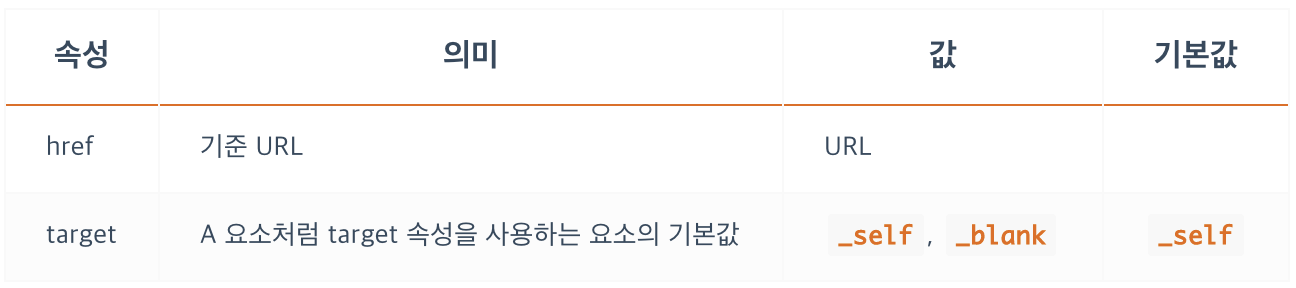 속성 의미 값 기본값
href 기준 URL URL
target A 요소처럼 target 속성을 사용하는 요소의 기본값 _self, _blank _self